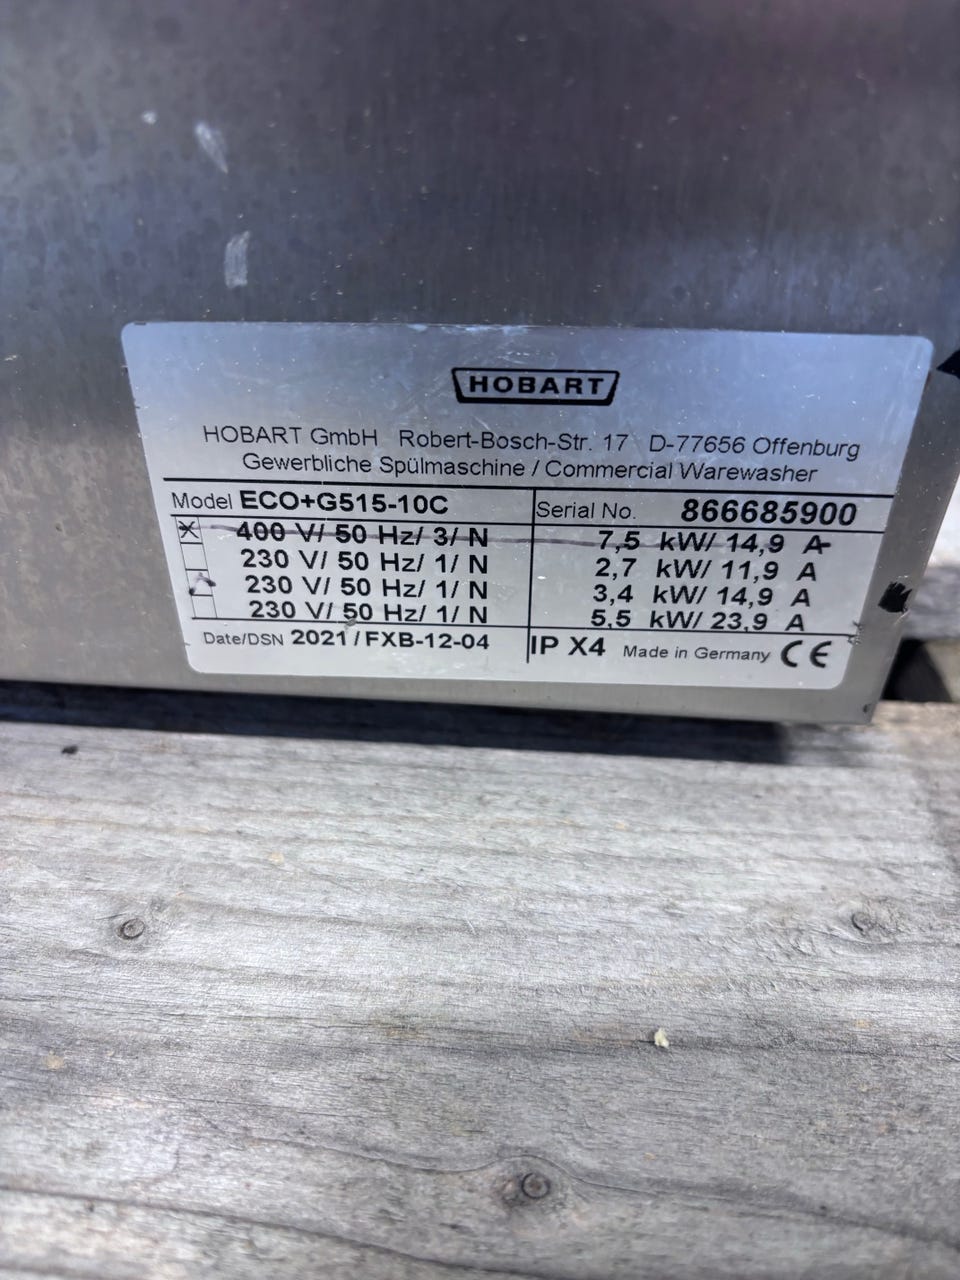 HOBART
HOBART GmbH Robert-Bosch-Str. 17 D-77656 Offenburg
Gewerbliche Spülmaschine / Commercial Warewasher
Model ECO+G515-10C Serial No. 866685900
400 V/ 50 Hz/ 3/ N 7,5 kW/ 14,9 A
230 V/ 50 Hz/ 1/ N 2,7 kW/ 11,9 A
230 V/ 50 Hz/ 1/ N 3,4 kW/ 14,9 A
230 V/ 50 Hz/ 1/ N 5,5 kW/ 23,9 A
Date/DSN 2021/FXB-12-04 IP X4 Made in Germany CE